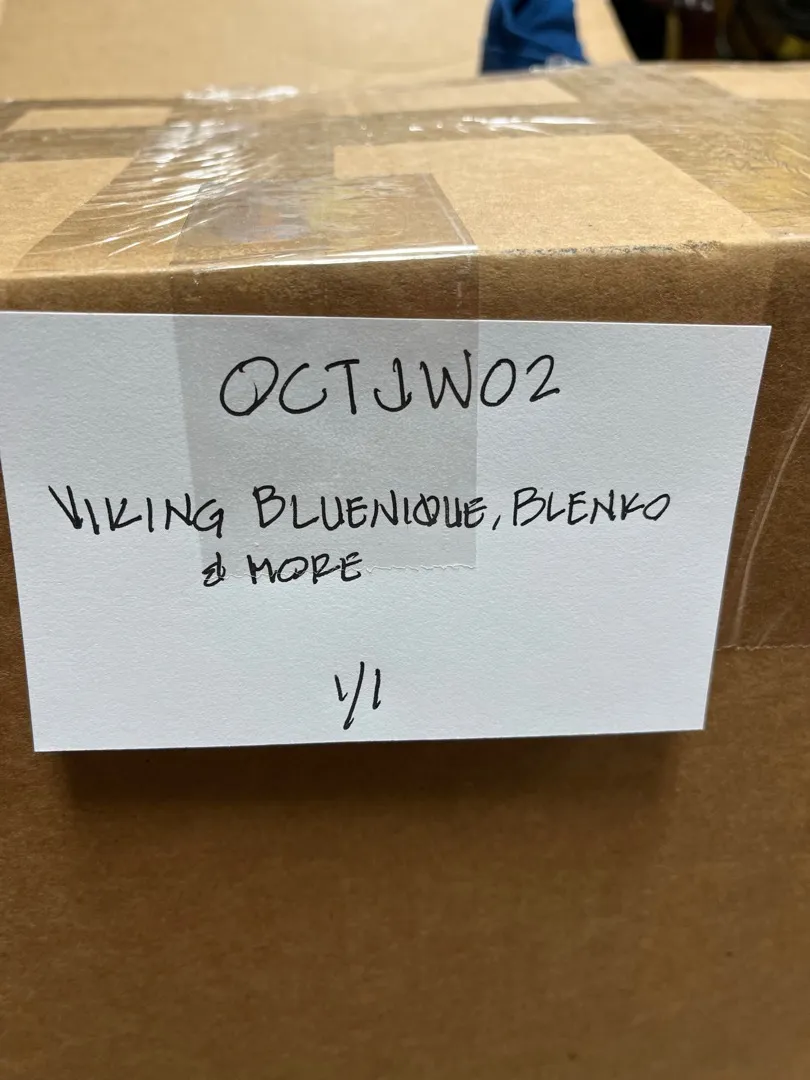 OCTJW02
VIKING BLUENIQUE, BLENKO
& MORE
1/1